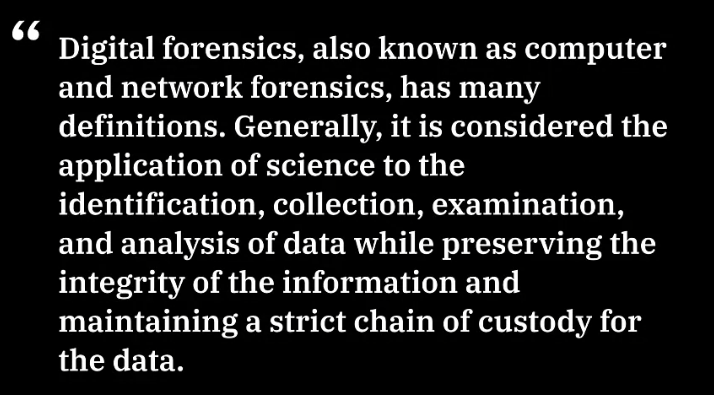 “ Digital forensics, also known as computer
and network forensics, has many
definitions. Generally, it is considered the
application of science to the
identification, collection, examination,
and analysis of data while preserving the
integrity of the information and
maintaining a strict chain of custody for
the data.